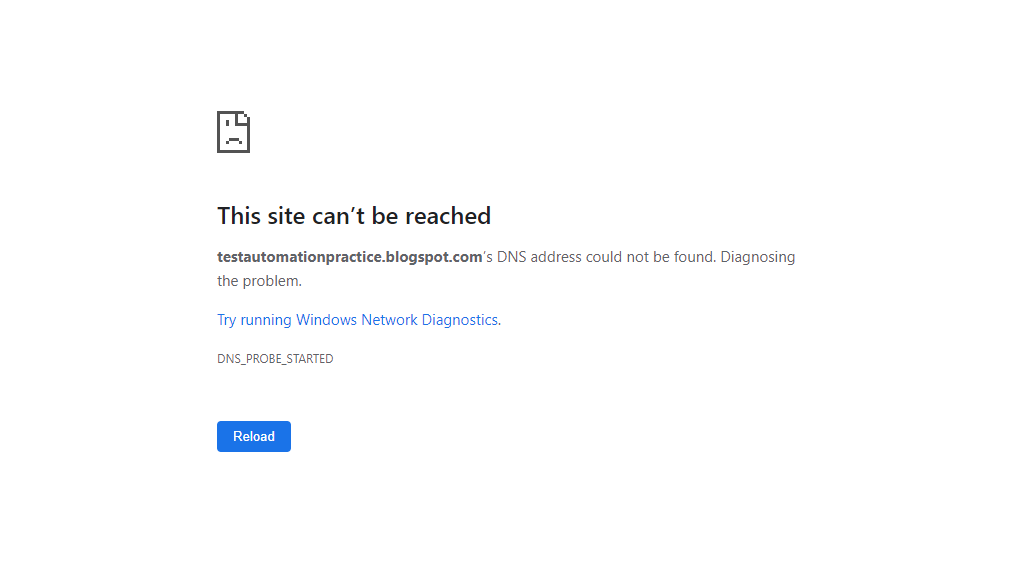 This site can’t be reached
testautomationpractice.blogspot.com’s DNS address could not be found. Diagnosing
the problem.
Try running Windows Network Diagnostics.
DNS_PROBE_STARTED
Reload